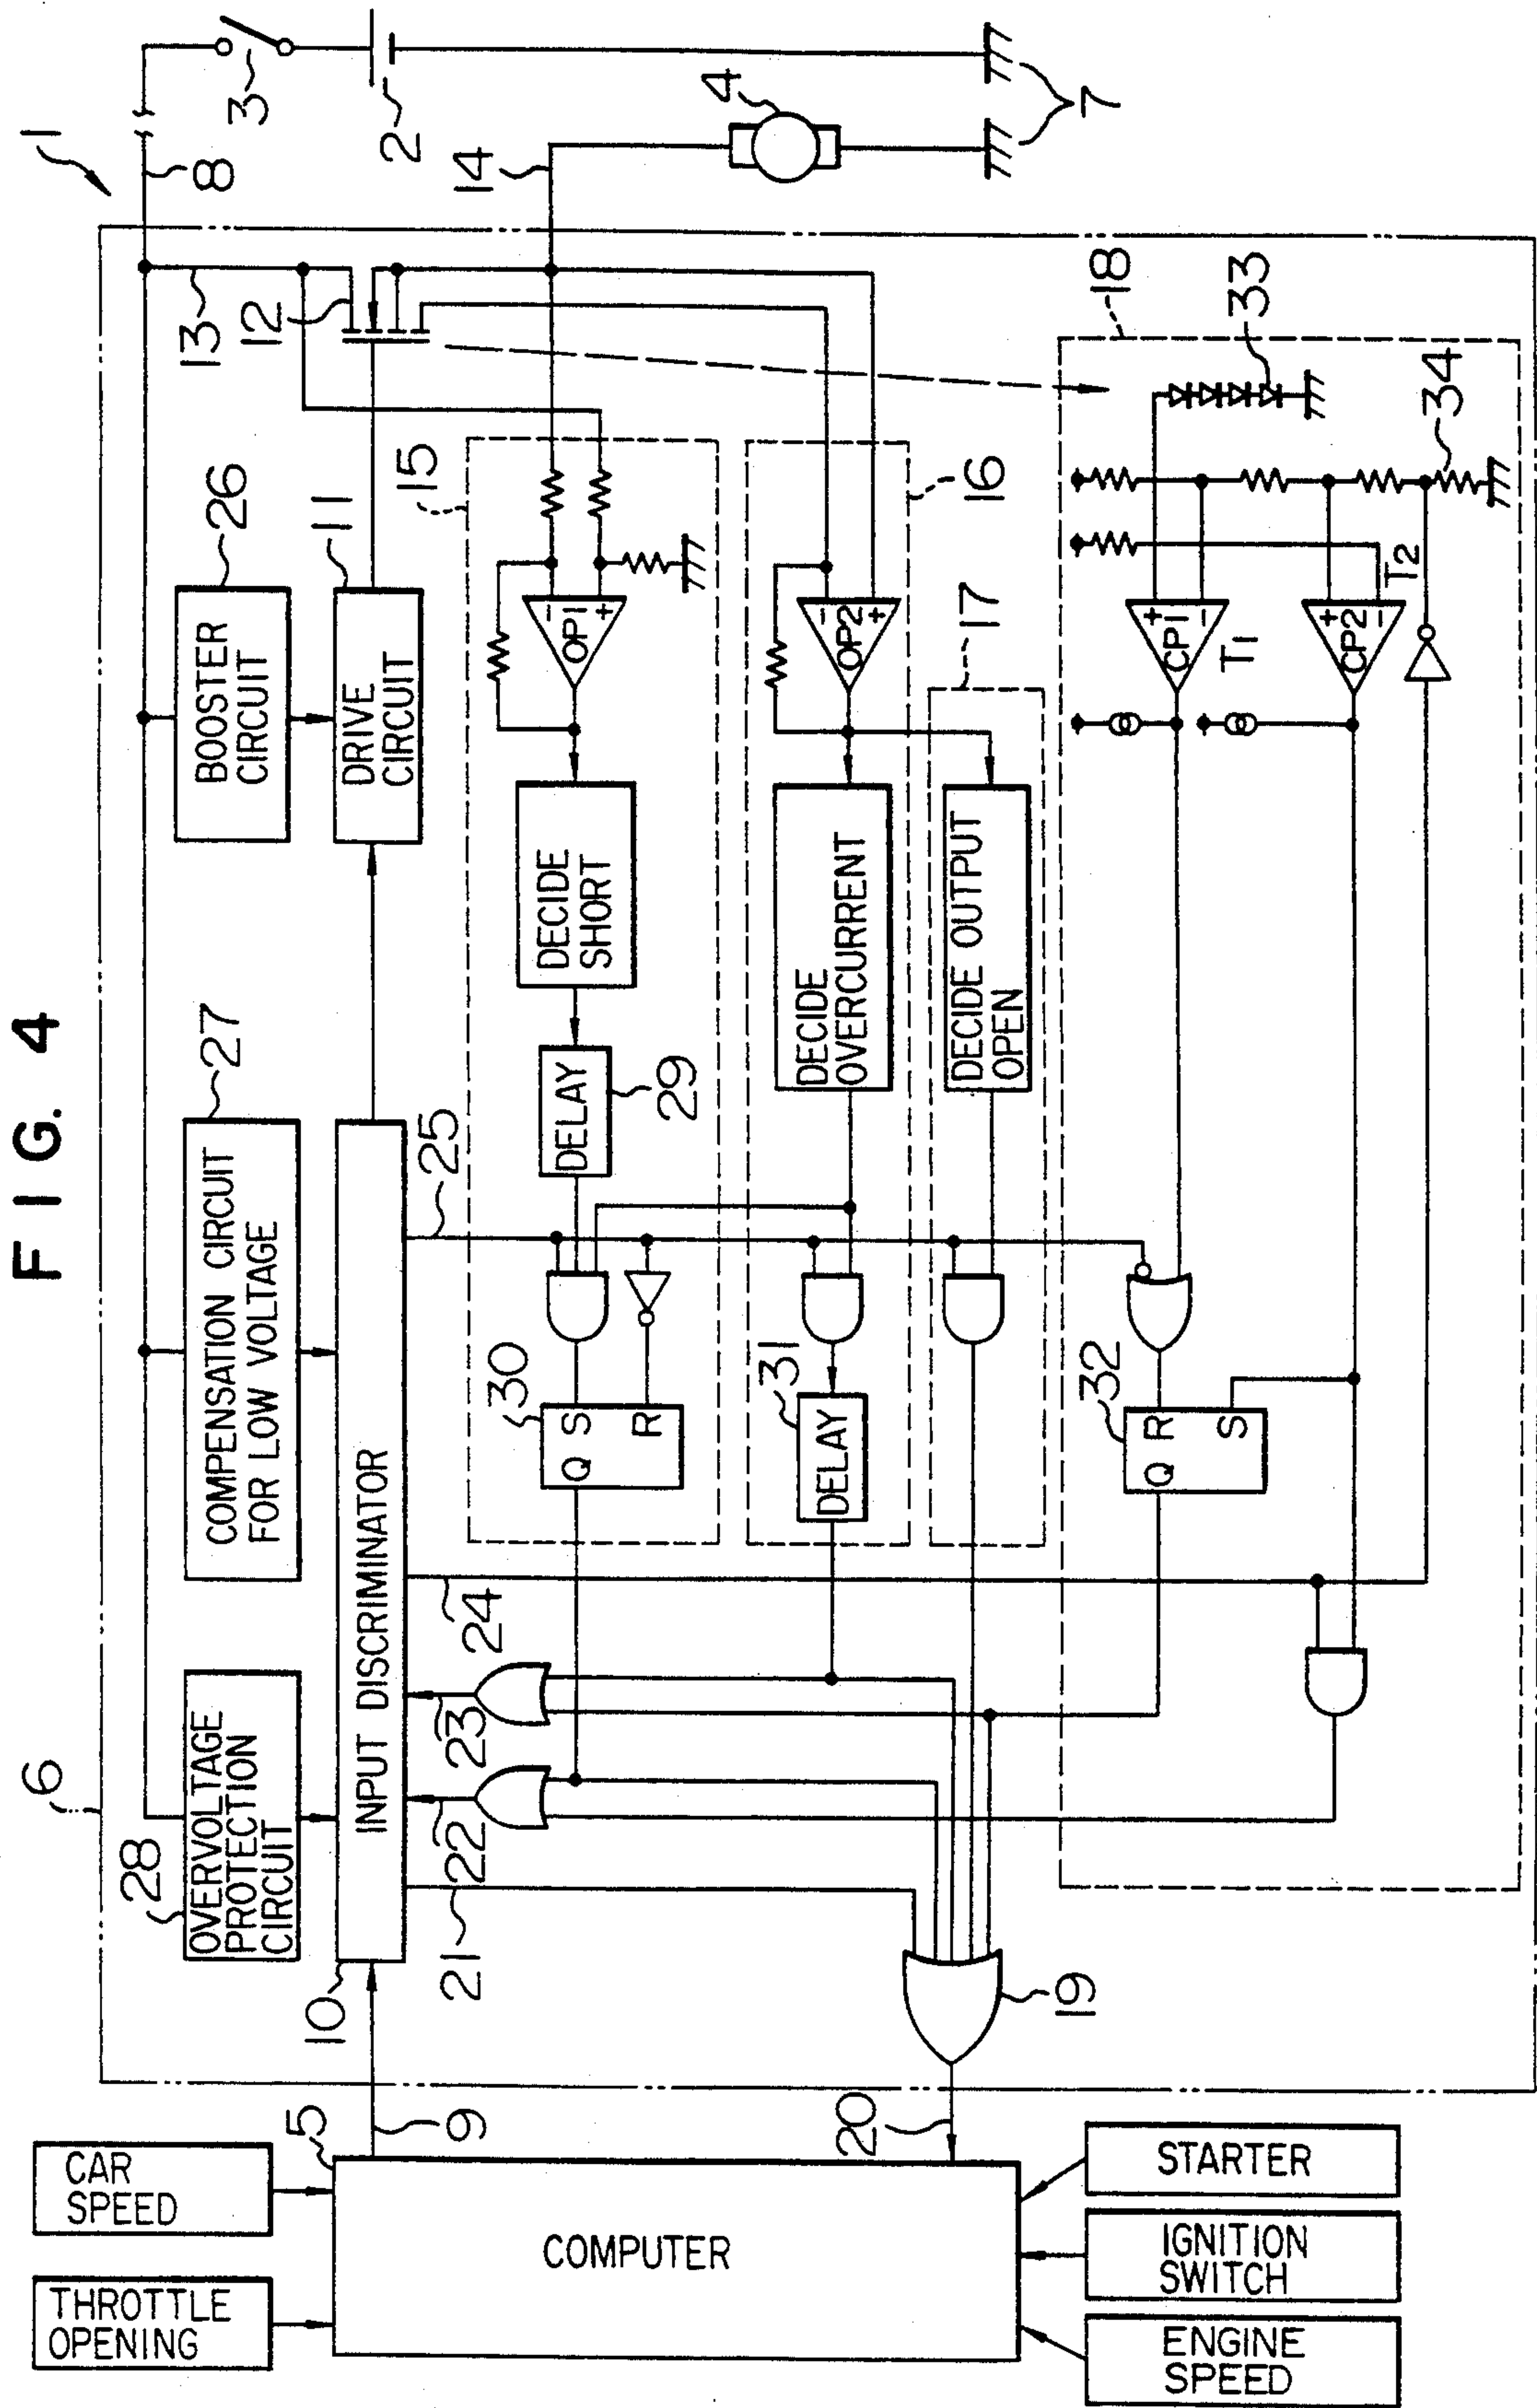 FIG. 4
1
6
28
OVERVOLTAGE
PROTECTION
CIRCUIT
27
COMPENSATION CIRCUIT
FOR LOW VOLTAGE
26
BOOSTER
CIRCUIT
8
3
2
10
INPUT DISCRIMINATOR
11
DRIVE
CIRCUIT
13
12
14
4
7
CAR
SPEED
THROTTLE
OPENING
5
9
COMPUTER
20
19
21
22
23
24
25
15
OP1
-
+
DECIDE
SHORT
DELAY
29
30
Q
S
R
16
OP2
-
+
DECIDE
OVERCURRENT
31
DELAY
17
DECIDE OUTPUT
OPEN
18
33
34
CP1
+
-
T1
CP2
+
-
T2
32
Q
R
S
STARTER
IGNITION
SWITCH
ENGINE
SPEED